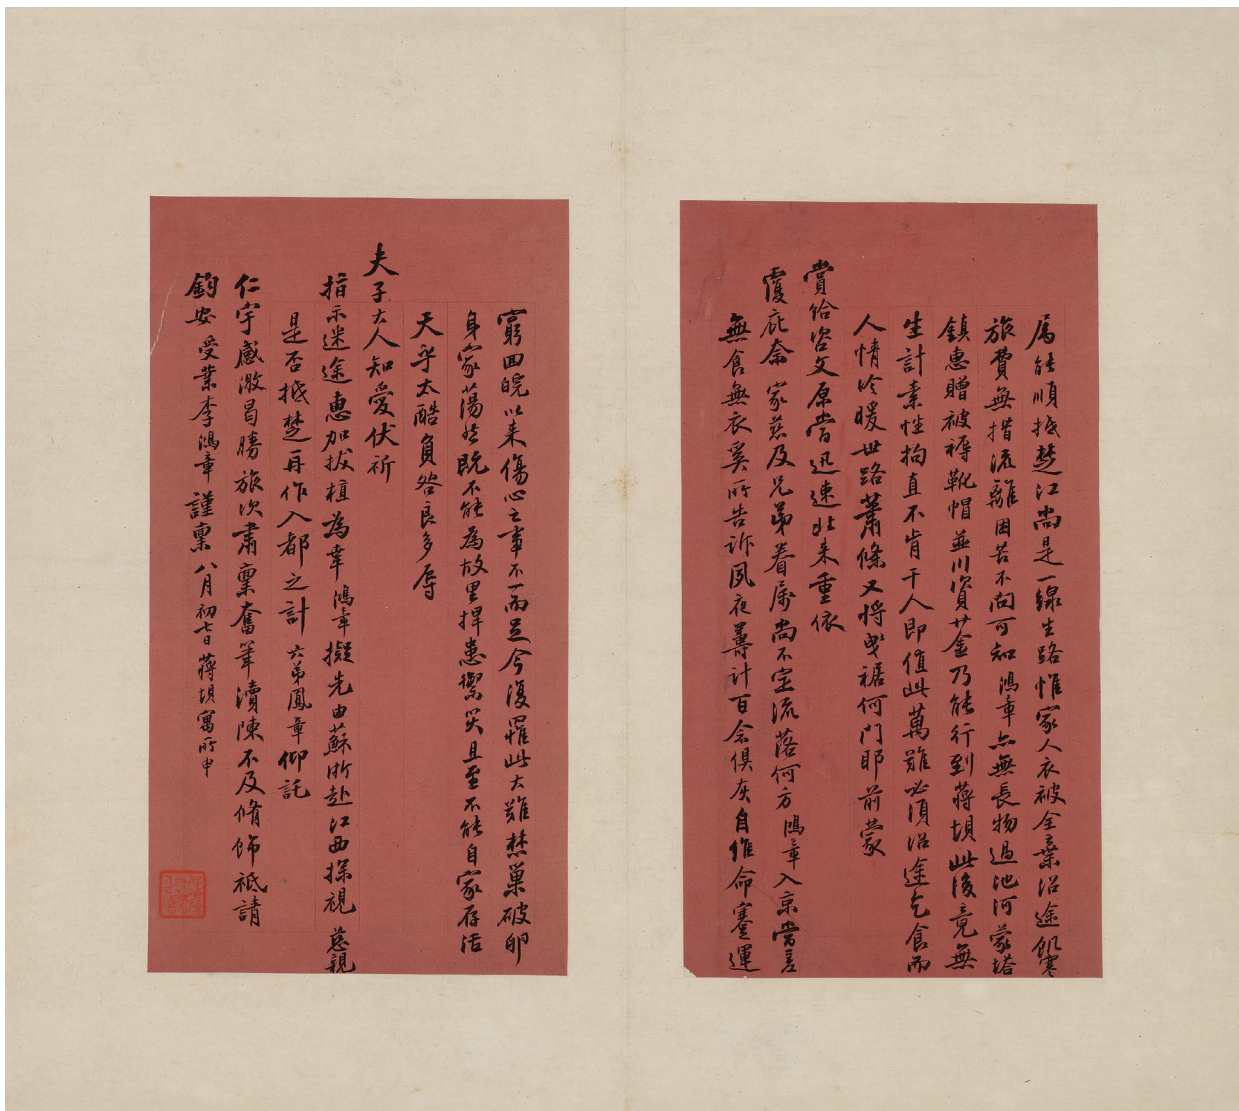 屬能順抵楚江尚是一線生路惟家人衣被全棄沿途飢寒
旅費無措流離困苦不問可知鴻章亦無長物過池河蒙塔
鎮惠贈被褥靴帽並川資廿金乃能行到蔣垻此後竟無
生計素性拘直不肯干人即值此萬難必須沿途乞食而
人情冷暖世路蕭條又將曳裾何門耶前蒙
賞給咨文原當迅速北來重依
覆庇奈家慈及兄弟眷屬尚不定流落何方鴻章入京當差
無食無衣奚所告訴夙夜籌計百念俱灰自維命蹇運
窮回皖以來傷心之事不一而足今復罹此大難焚巢破卵
身家蕩然既不能為故里捍患禦災且至不能自家存活
天乎太酷負咎良多辱
夫子大人知愛伏祈
指示迷途惠加拔植為幸鴻章擬先由蘇浙赴江西探視慈親
是否抵楚再作入都之計六弟鳳章仰託
仁宇感激曷勝旅次肅稟奮筆瀆陳不及脩飾祗請
鈞安受業李鴻章謹稟八月初七日蔣垻寓所申